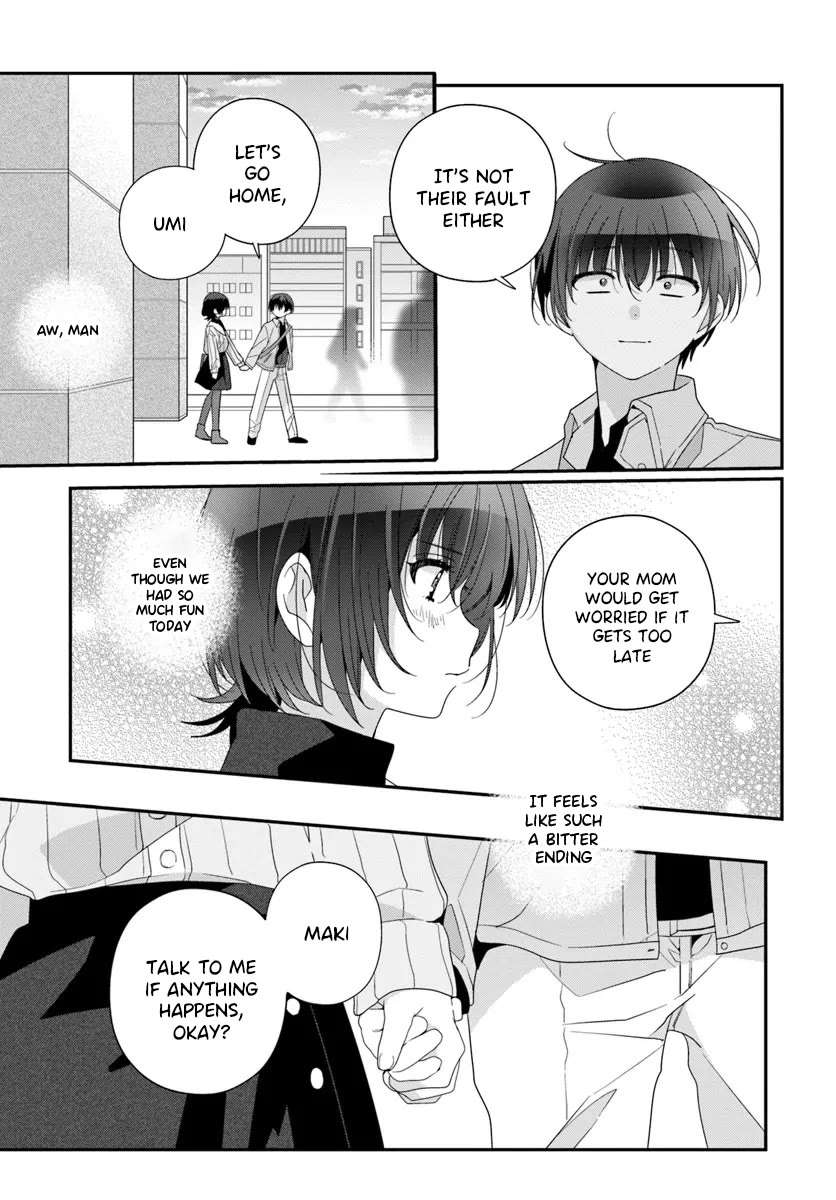 IT'S NOT
THEIR FAULT
EITHER
LET'S
GO
HOME,
UMI
AW, MAN
YOUR MOM
WOULD GET
WORRIED IF IT
GETS TOO
LATE
EVEN
THOUGH WE
HAD SO
MUCH FUN
TODAY
IT FEELS
LIKE SUCH
A BITTER
ENDING
MAKI
TALK TO ME
IF ANYTHING
HAPPENS,
OKAY?